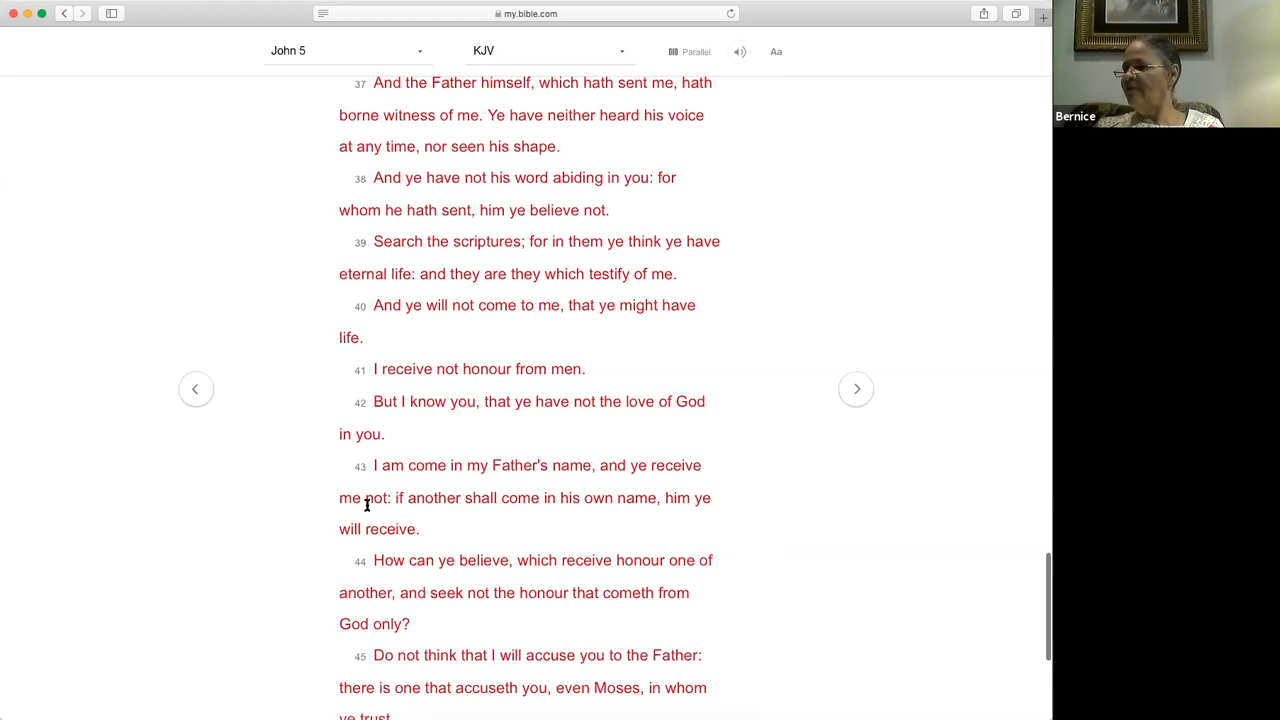 my.bible.com
John 5
KJV
Parallel
Aa
37 And the Father himself, which hath sent me, hath
borne witness of me. Ye have neither heard his voice
at any time, nor seen his shape.
38 And ye have not his word abiding in you: for
whom he hath sent, him ye believe not.
39 Search the scriptures; for in them ye think ye have
eternal life: and they are they which testify of me.
40 And ye will not come to me, that ye might have
life.
41 I receive not honour from men.
42 But I know you, that ye have not the love of God
in you.
43 I am come in my Father's name, and ye receive
me not: if another shall come in his own name, him ye
will receive.
44 How can ye believe, which receive honour one of
another, and seek not the honour that cometh from
God only?
45 Do not think that I will accuse you to the Father:
there is one that accuseth you, even Moses, in whom
ye trust.
Bernice